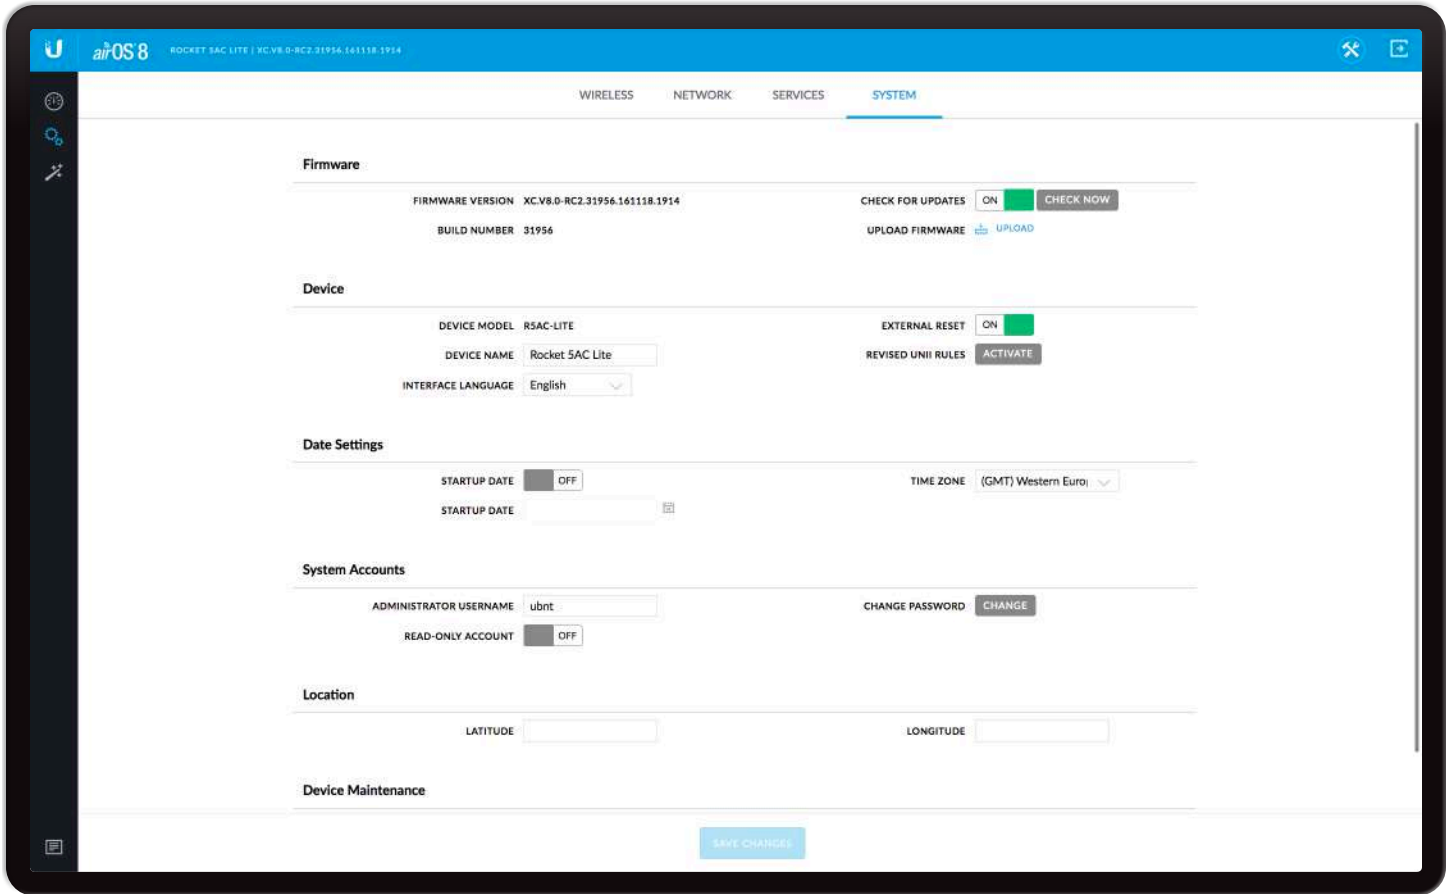 airOS 8 ROCKET 5AC LITE | XC.V8.0-RC2.31956.161118.1914
WIRELESS NETWORK SERVICES SYSTEM
Firmware
FIRMWARE VERSION XC.V8.0-RC2.31956.161118.1914 CHECK FOR UPDATES ON CHECK NOW
BUILD NUMBER 31956 UPLOAD FIRMWARE UPLOAD
Device
DEVICE MODEL R5AC-LITE EXTERNAL RESET ON
DEVICE NAME Rocket 5AC Lite REVISED UNII RULES ACTIVATE
INTERFACE LANGUAGE English
Date Settings
STARTUP DATE OFF TIME ZONE (GMT) Western Euro
STARTUP DATE
System Accounts
ADMINISTRATOR USERNAME ubnt CHANGE PASSWORD CHANGE
READ-ONLY ACCOUNT OFF
Location
LATITUDE LONGITUDE
Device Maintenance
SAVE CHANGES